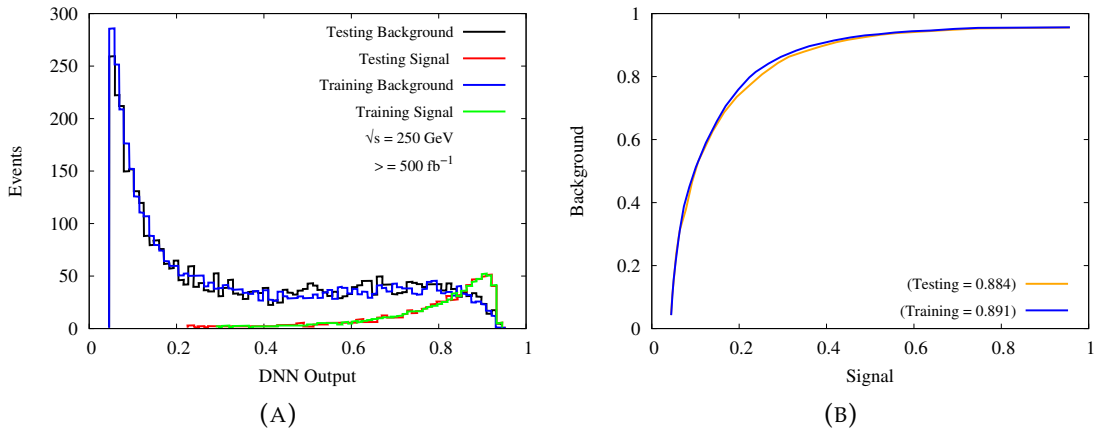 300
250
200
150
100
50
0
Events
0
0.2
0.4
0.6
0.8
1
DNN Output
Testing Background
Testing Signal
Training Background
Training Signal
√s = 250 GeV
> = 500 fb⁻¹
(A)
1
0.8
0.6
0.4
0.2
0
Background
0
0.2
0.4
0.6
0.8
1
Signal
(Testing = 0.884)
(Training = 0.891)
(B)